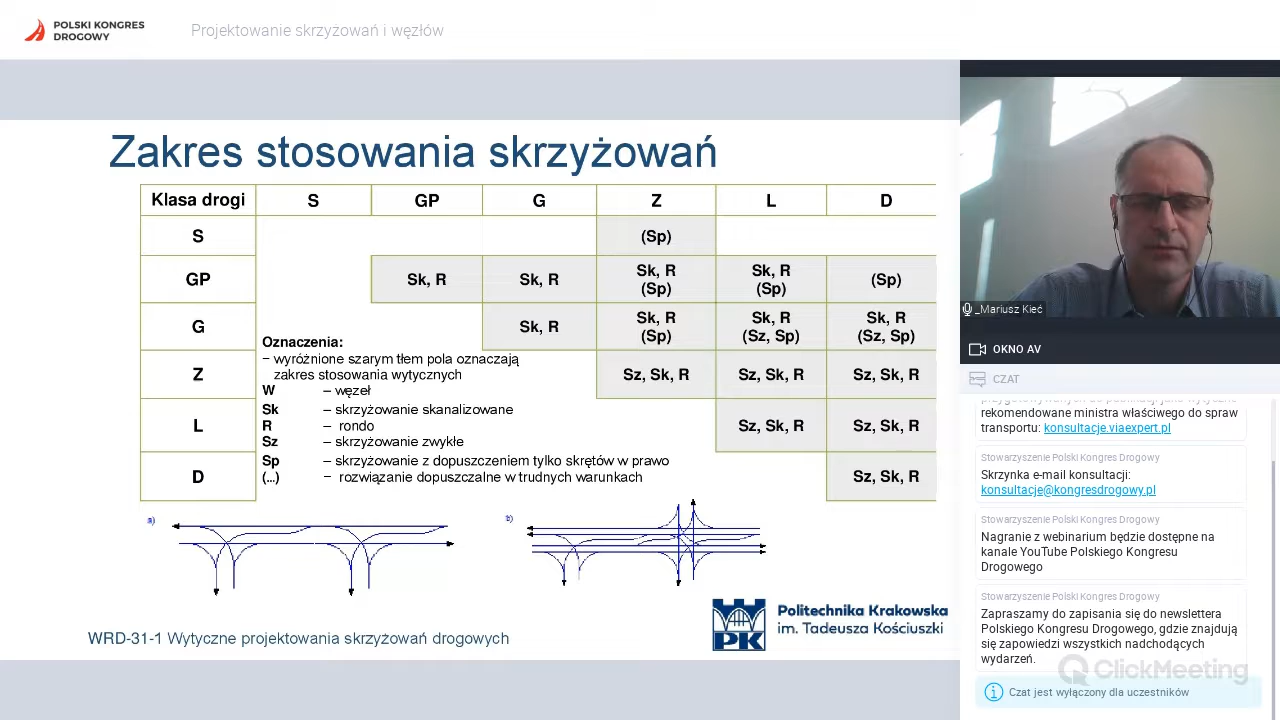 POLSKI KONGRES
DROGOWY
Projektowanie skrzyżowań i węzłów
Zakres stosowania skrzyżowań
Klasa drogi S GP G Z L D
S (Sp)
GP Sk, R Sk, R Sk, R (Sp) Sk, R (Sp) (Sp)
G Sk, R Sk, R (Sp) Sk, R (Sz, Sp) Sk, R (Sz, Sp)
Z Sz, Sk, R Sz, Sk, R Sz, Sk, R
L Sz, Sk, R Sz, Sk, R
D Sz, Sk, R
Oznaczenia:
– wyróżnione szarym tłem pola oznaczają
zakres stosowania wytycznych
W – węzeł
Sk – skrzyżowanie skanalizowane
R – rondo
Sz – skrzyżowanie zwykłe
Sp – skrzyżowanie z dopuszczeniem tylko skrętów w prawo
(...) – rozwiązanie dopuszczalne w trudnych warunkach
a)
b)
WRD-31-1 Wytyczne projektowania skrzyżowań drogowych
PK
Politechnika Krakowska
im. Tadeusza Kościuszki
_Mariusz Kieć
OKNO AV
CZAT
rekomendowane ministra właściwego do spraw
transportu: konsultacje.viaexpert.pl
Stowarzyszenie Polski Kongres Drogowy
Skrzynka e-mail konsultacji:
konsultacje@kongresdrogowy.pl
Stowarzyszenie Polski Kongres Drogowy
Nagranie z webinarium będzie dostępne na
kanale YouTube Polskiego Kongresu
Drogowego
Stowarzyszenie Polski Kongres Drogowy
Zapraszamy do zapisania się do newslettera
Polskiego Kongresu Drogowego, gdzie znajdują
się zapowiedzi wszystkich nadchodzących
wydarzeń.
ClickMeeting
Czat jest wyłączony dla uczestników